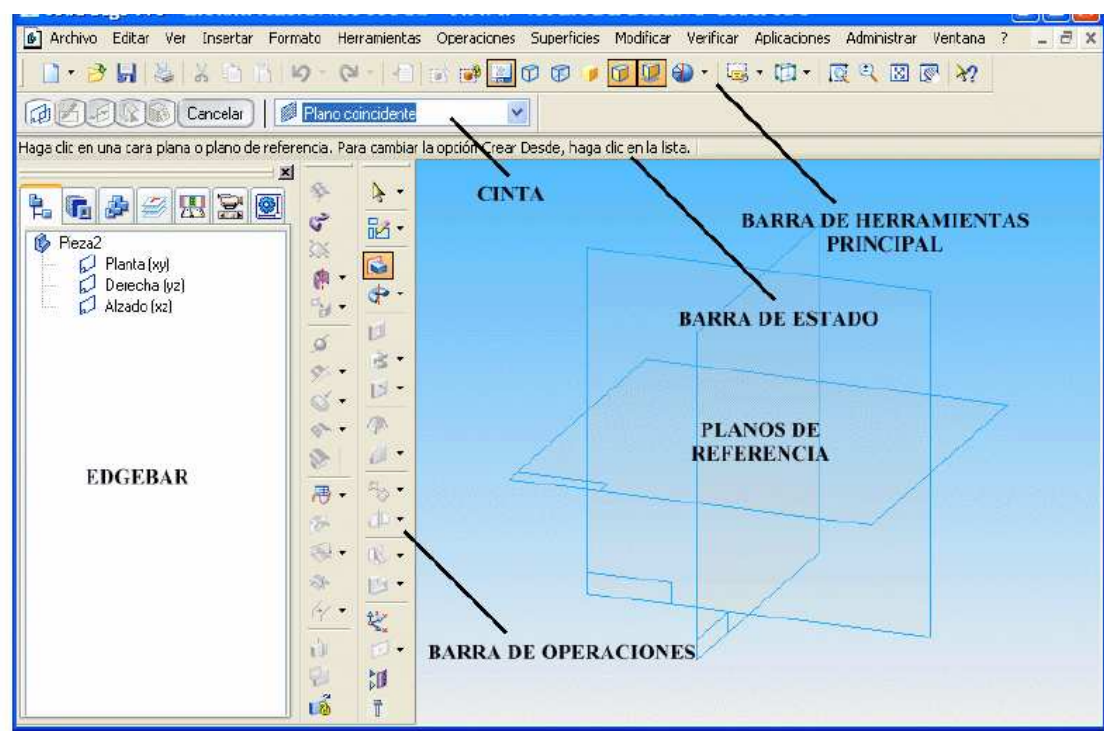 Archivo Editar Ver Insertar Formato Herramientas Operaciones Superficies Modificar Verificar Aplicaciones Administrar Ventana ?
Cancelar Plano coincidente
Haga clic en una cara plana o plano de referencia. Para cambiar la opción Crear Desde, haga clic en la lista.
CINTA
BARRA DE HERRAMIENTAS
PRINCIPAL
Pieza2
Planta (xy)
Derecha (yz)
Alzado (xz)
BARRA DE ESTADO
PLANOS DE
REFERENCIA
EDGEBAR
BARRA DE OPERACIONES